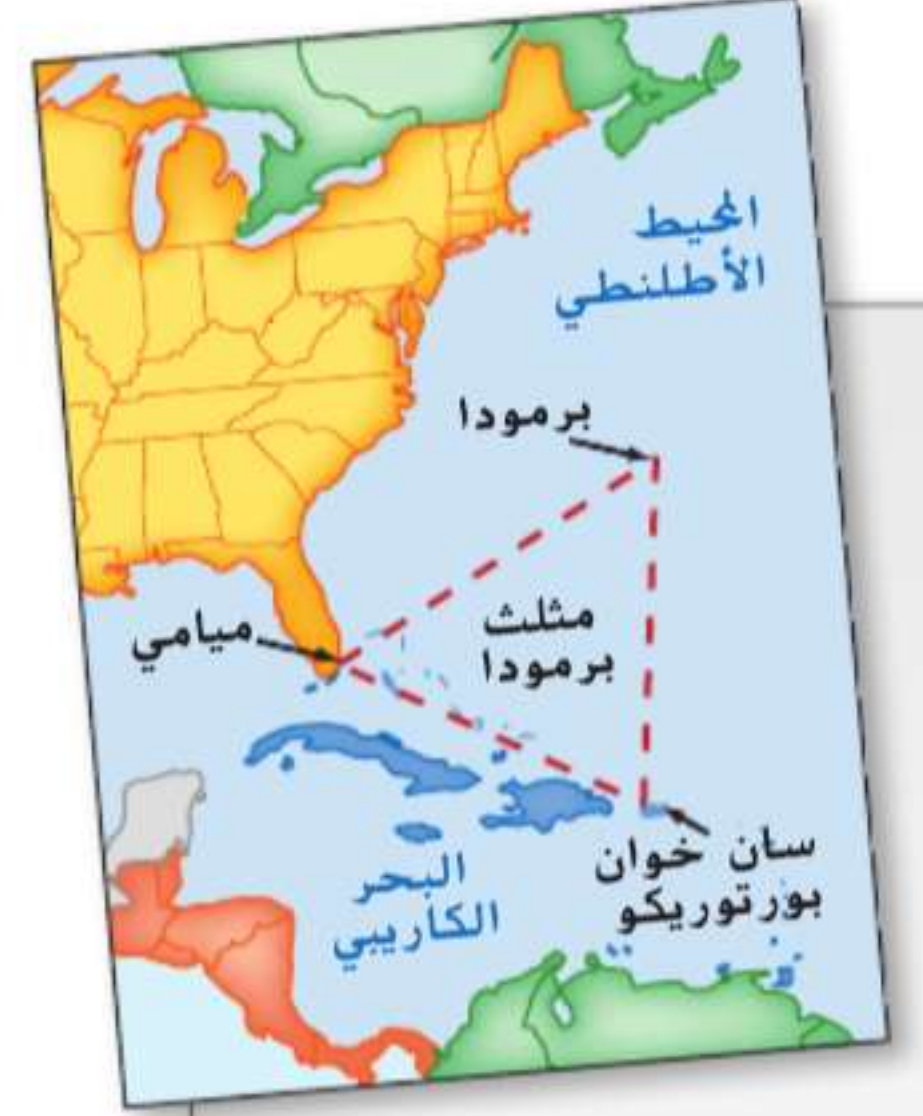 المحيط
الأطلنطي
برمودا
مثلث
برمودا
ميامي
سان خوان
بورتوريكو
البحر
الكاريبي